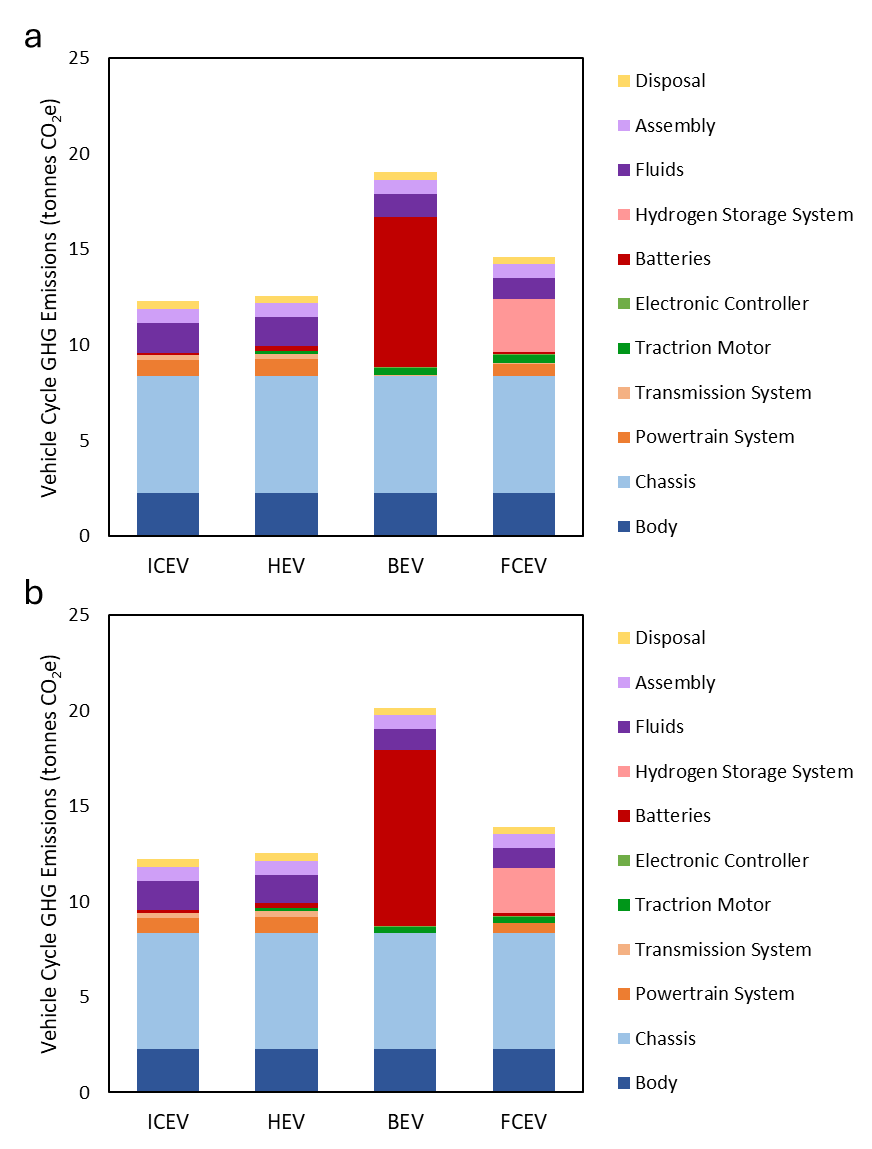 a
Vehicle Cycle GHG Emissions (tonnes CO₂e)
25
20
15
10
5
0
ICEV HEV BEV FCEV
Disposal
Assembly
Fluids
Hydrogen Storage System
Batteries
Electronic Controller
Tractrion Motor
Transmission System
Powertrain System
Chassis
Body
b
Vehicle Cycle GHG Emissions (tonnes CO₂e)
25
20
15
10
5
0
ICEV HEV BEV FCEV
Disposal
Assembly
Fluids
Hydrogen Storage System
Batteries
Electronic Controller
Tractrion Motor
Transmission System
Powertrain System
Chassis
Body